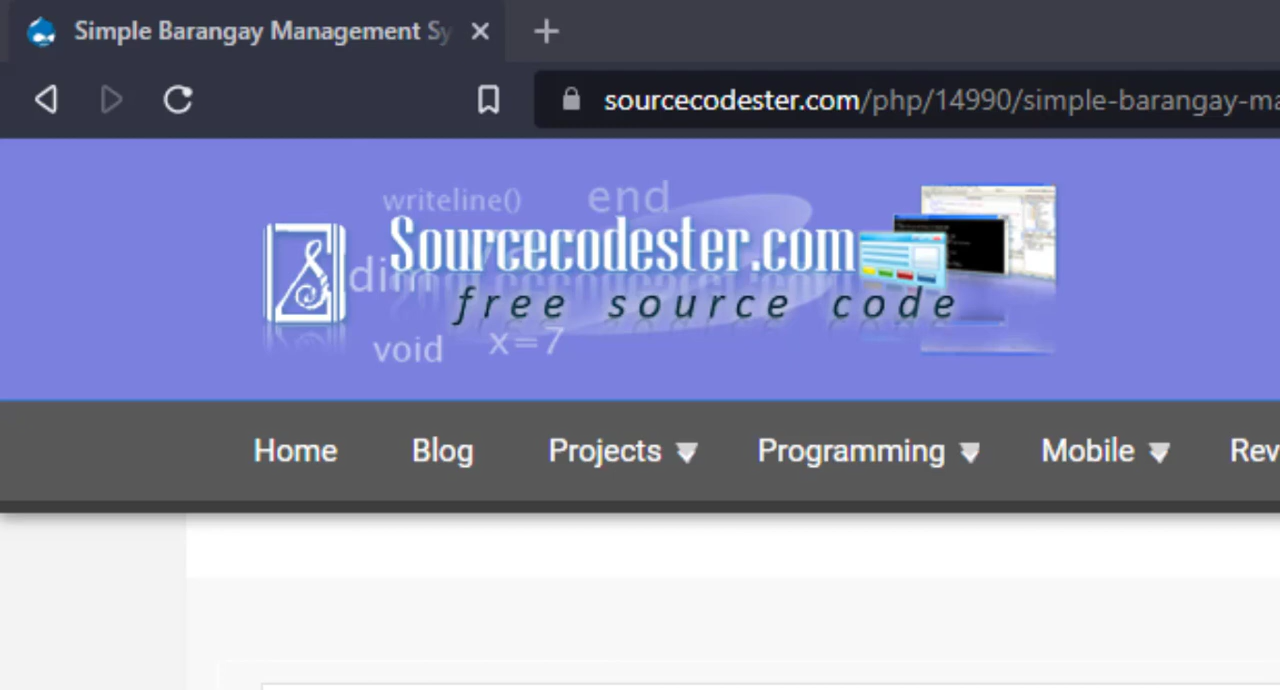 Simple Barangay Management Sy
sourcecodester.com/php/14990/simple-barangay-ma
writeline() end
Sourcecodester.com
dim
free source code
void x=7
Home Blog Projects Programming Mobile Rev